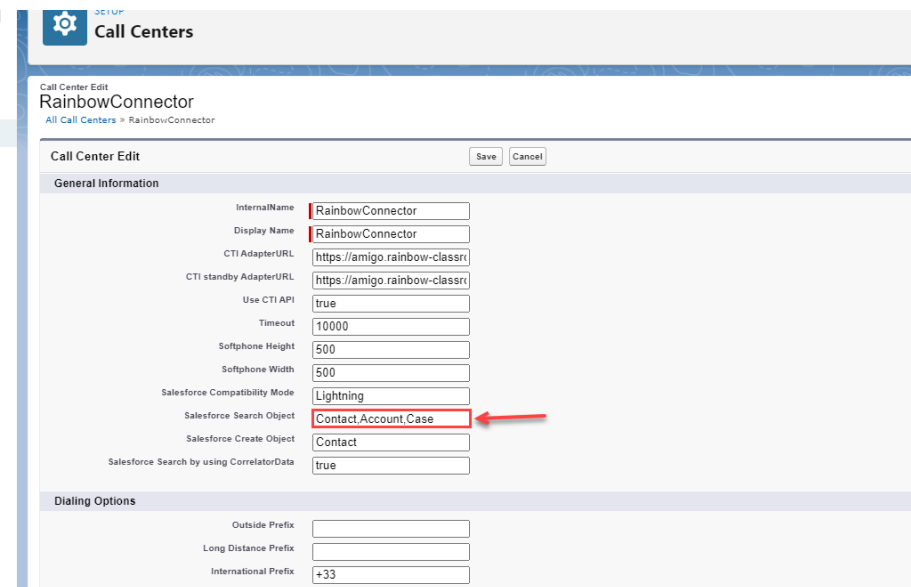 SETUP
Call Centers
Call Center Edit
RainbowConnector
All Call Centers » RainbowConnector
Call Center Edit Save Cancel
General Information
InternalName RainbowConnector
Display Name RainbowConnector
CTI AdapterURL https://amigo.rainbow-classro
CTI standby AdapterURL https://amigo.rainbow-classro
Use CTI API true
Timeout 10000
Softphone Height 500
Softphone Width 500
Salesforce Compatibility Mode Lightning
Salesforce Search Object Contact,Account,Case
Salesforce Create Object Contact
Salesforce Search by using CorrelatorData true
Dialing Options
Outside Prefix
Long Distance Prefix
International Prefix +33